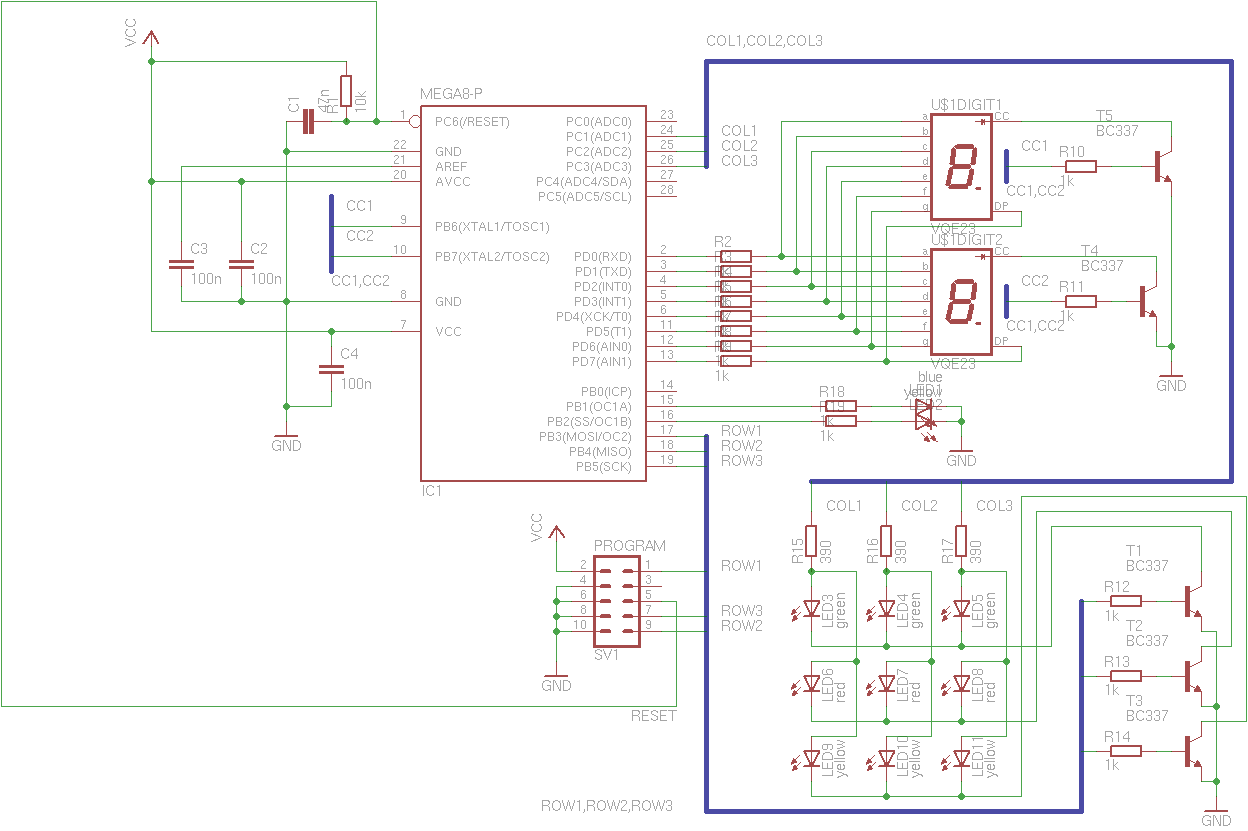 VCC
COL1,COL2,COL3
C1
47n
R1
10k
MEGA8-P
1
PC6(/RESET)
22
GND
21
AREF
20
AVCC
9
PB6(XTAL1/TOSC1)
10
PB7(XTAL2/TOSC2)
8
GND
7
VCC
PC0(ADC0)
23
PC1(ADC1)
24
PC2(ADC2)
25
PC3(ADC3)
26
PC4(ADC4/SDA)
27
PC5(ADC5/SCL)
28
PD0(RXD)
2
PD1(TXD)
3
PD2(INT0)
4
PD3(INT1)
5
PD4(XCK/T0)
6
PD5(T1)
11
PD6(AIN0)
12
PD7(AIN1)
13
PB0(ICP)
14
PB1(OC1A)
15
PB2(SS/OC1B)
16
PB3(MOSI/OC2)
17
PB4(MISO)
18
PB5(SCK)
19
IC1
COL1
COL2
COL3
CC1
CC2
CC1,CC2
C3
100n
C2
100n
C4
100n
GND
R2
R3
R4
R5
R6
R7
R8
R9
1k
U$1DIGIT1
a
b
c
d
e
f
g
CC
DP
8.
VQE23
U$1DIGIT2
a
b
c
d
e
f
g
CC
DP
8.
VQE23
CC1
CC1,CC2
R10
1k
T5
BC337
CC2
CC1,CC2
R11
1k
T4
BC337
GND
blue
yellow
LED1
R18
R19
1k
GND
ROW1
ROW2
ROW3
VCC
PROGRAM
2
1
4
3
6
5
8
7
10
9
SV1
GND
RESET
ROW1
ROW3
ROW2
COL1
COL2
COL3
R15
390
R16
390
R17
390
LED3
green
LED4
green
LED5
green
LED6
red
LED7
red
LED8
red
LED9
yellow
LED10
yellow
LED11
yellow
T1
BC337
R12
1k
T2
BC337
R13
1k
T3
BC337
R14
1k
GND
ROW1,ROW2,ROW3